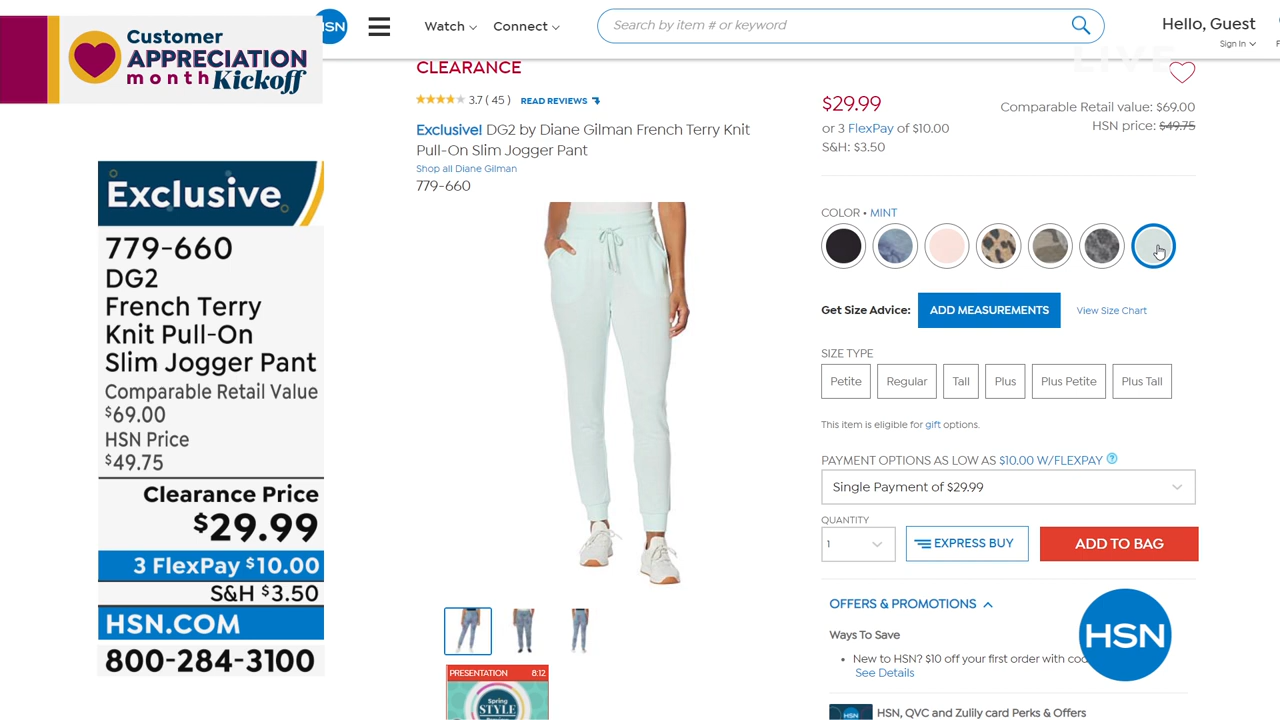 Customer
APPRECIATION
month Kickoff
HSN
Watch
Connect
Search by item # or keyword
Hello, Guest
Sign In
LIVE
CLEARANCE
3.7 ( 45 ) READ REVIEWS
Exclusive! DG2 by Diane Gilman French Terry Knit
Pull-On Slim Jogger Pant
Shop all Diane Gilman
779-660
$29.99
or 3 FlexPay of $10.00
S&H: $3.50
Comparable Retail value: $69.00
HSN price: $49.75
Exclusive
779-660
DG2
French Terry
Knit Pull-On
Slim Jogger Pant
Comparable Retail Value
$69.00
HSN Price
$49.75
Clearance Price
$29.99
3 FlexPay $10.00
S&H $3.50
HSN.COM
800-284-3100
COLOR • MINT
Get Size Advice: ADD MEASUREMENTS View Size Chart
SIZE TYPE
Petite Regular Tall Plus Plus Petite Plus Tall
This item is eligible for gift options.
PAYMENT OPTIONS AS LOW AS $10.00 W/FLEXPAY ?
Single Payment of $29.99
QUANTITY
1
EXPRESS BUY
ADD TO BAG
OFFERS & PROMOTIONS
Ways To Save
• New to HSN? $10 off your first order with
See Details
HSN
HSN, QVC and Zulily card Perks & Offers
PRESENTATION 8:12
Spring
STYLE